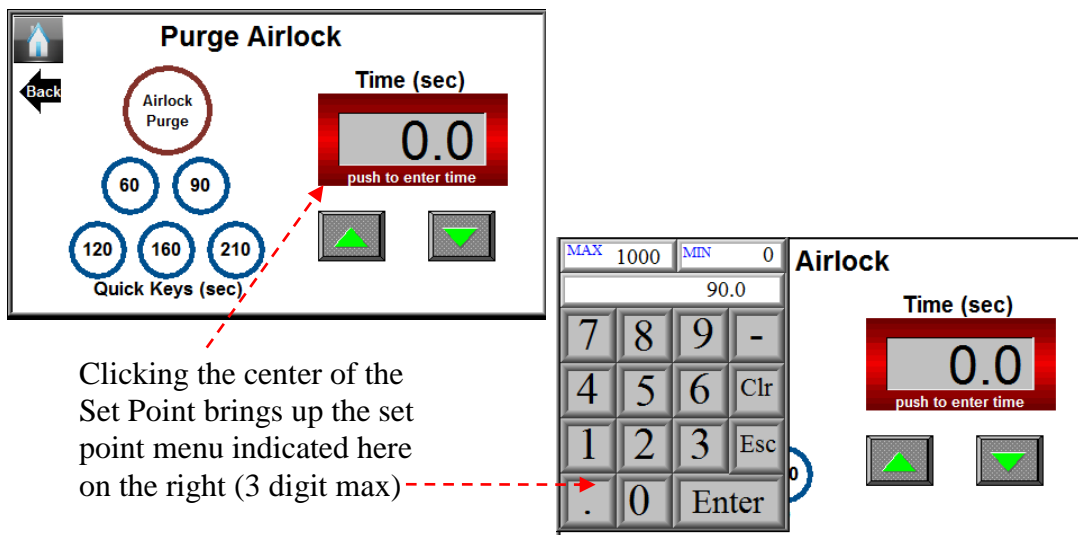 Purge Airlock
Back
Airlock
Purge
Time (sec)
0.0
push to enter time
60
90
120
160
210
Quick Keys (sec)
Clicking the center of the
Set Point brings up the set
point menu indicated here
on the right (3 digit max)
MAX 1000 MIN 0
90.0
7 8 9 -
4 5 6 Clr
1 2 3 Esc
. 0 Enter
Airlock
Time (sec)
0.0
push to enter time
0